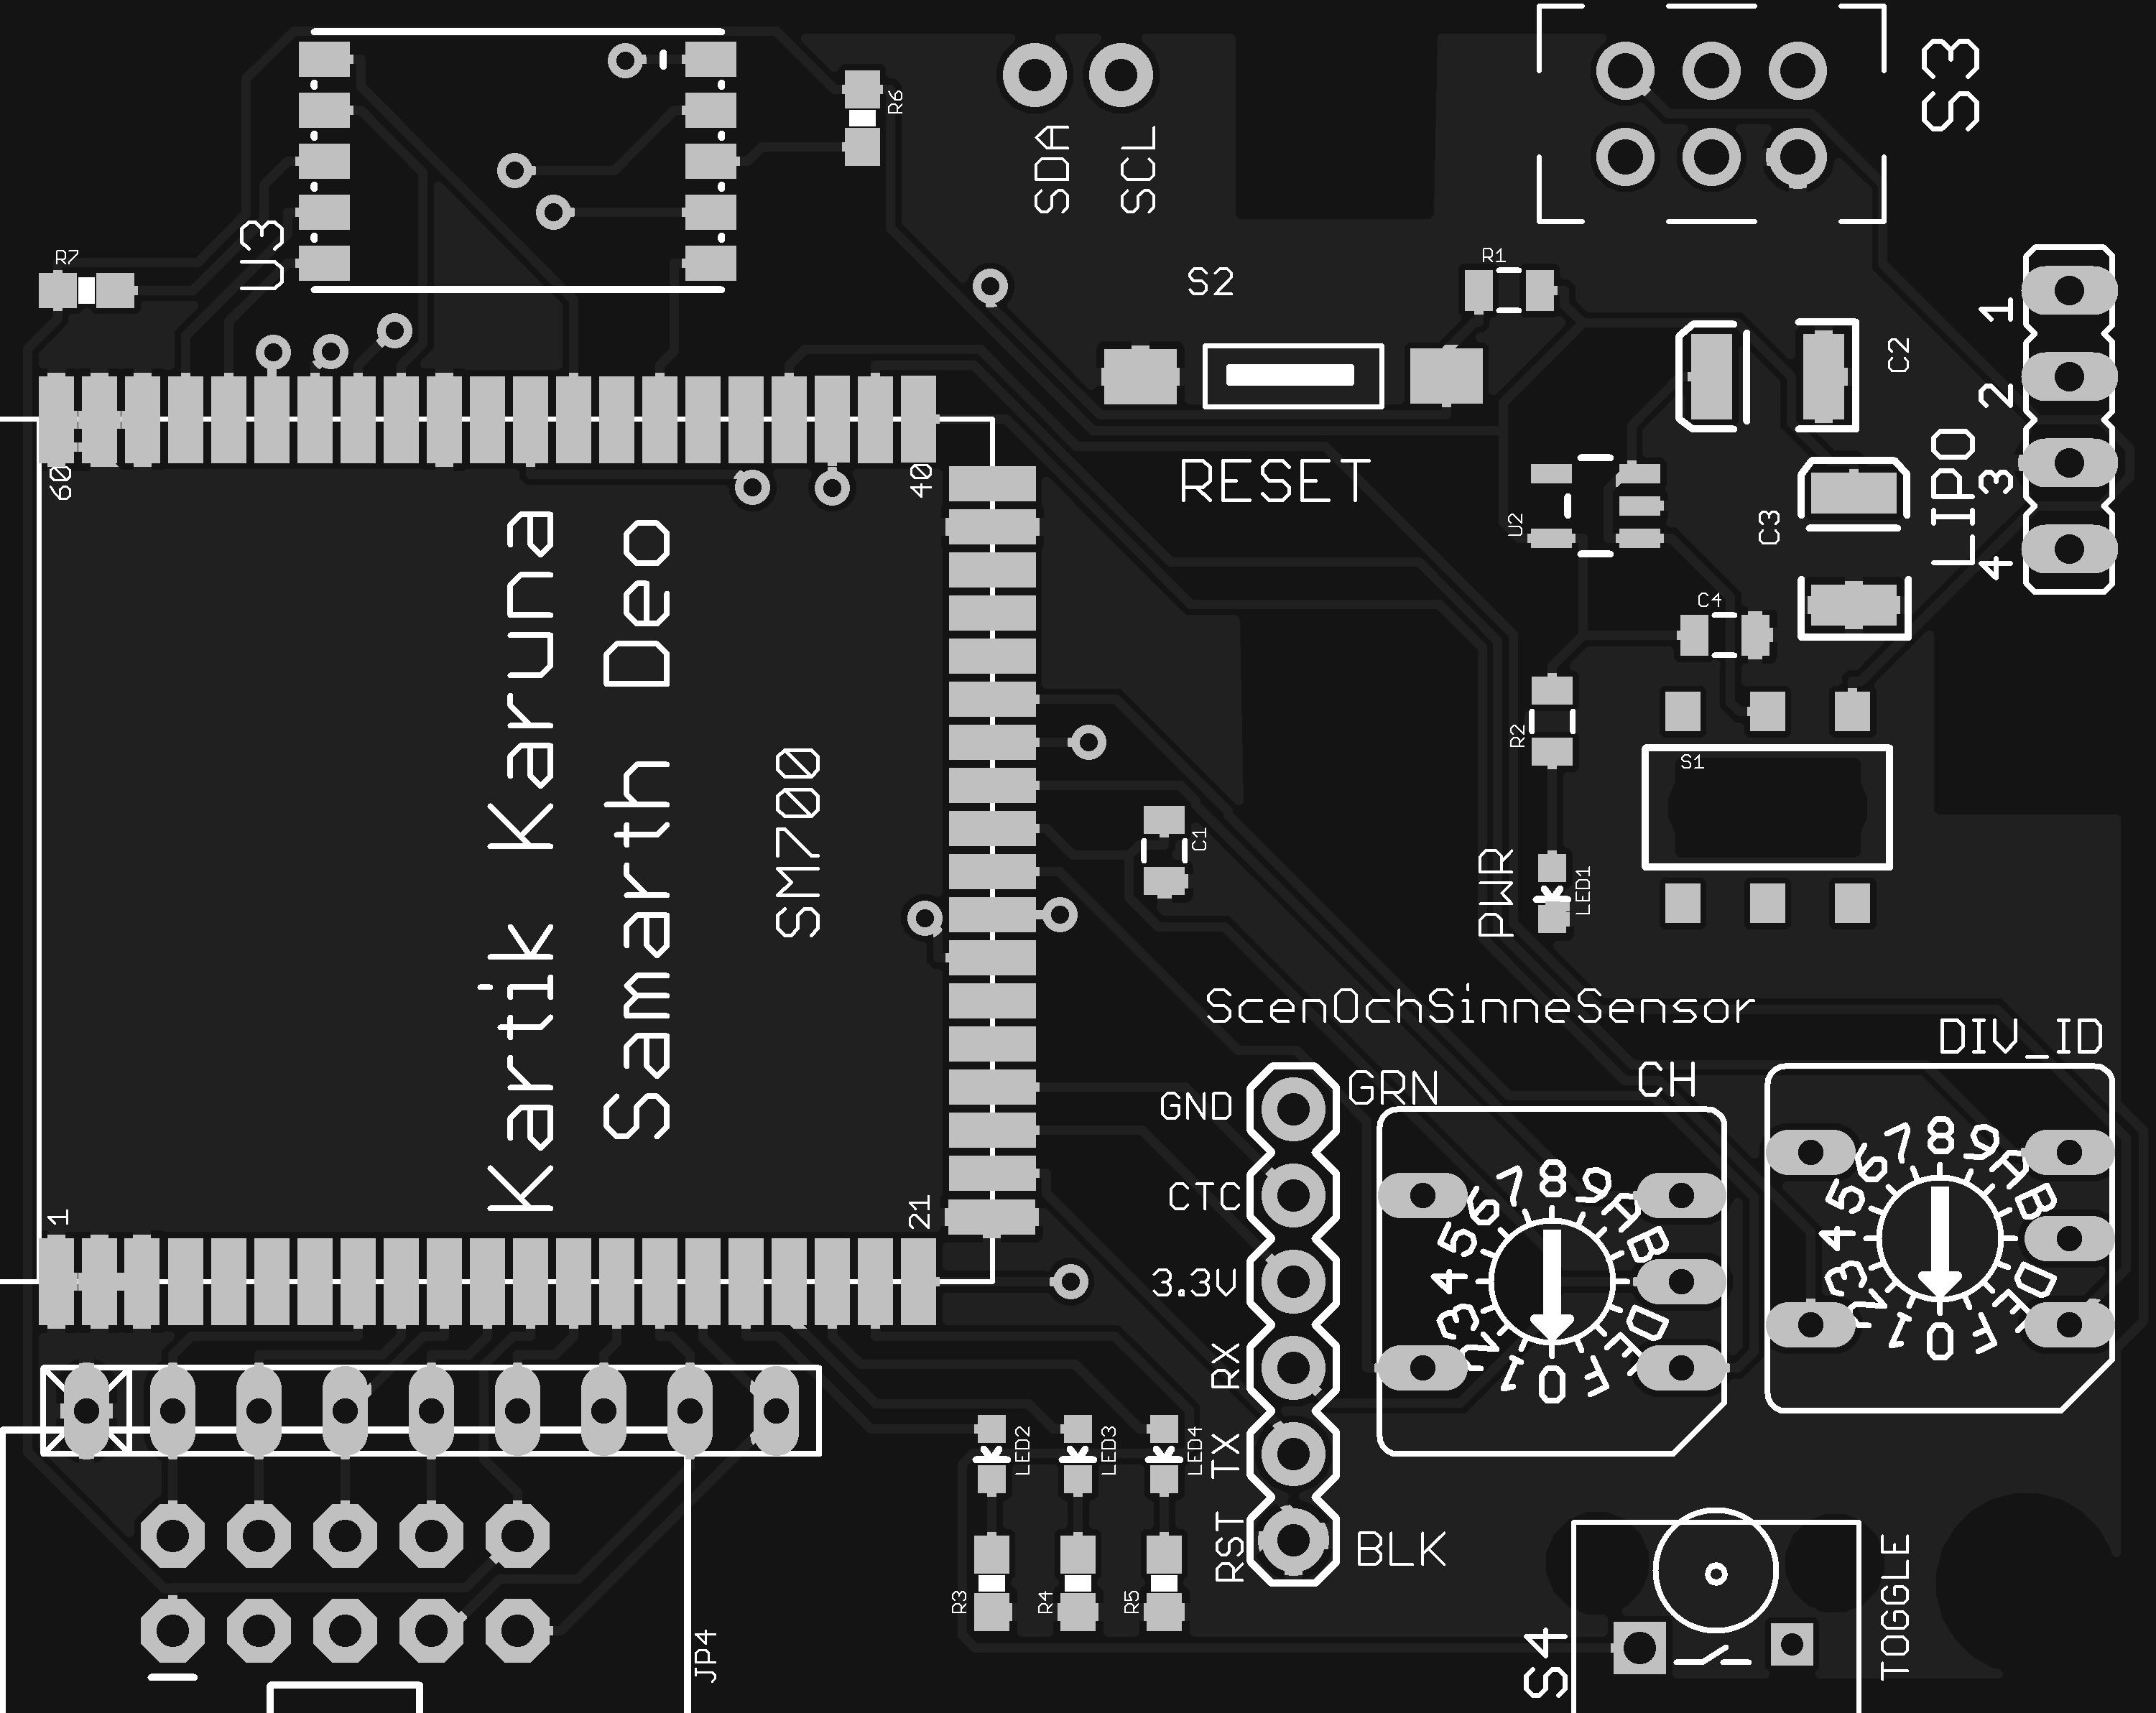 S3
R6
SDA
SCL
U3
R7
R1
S2
1
C2
2
LIPO
3
4
RESET
60
40
U2
C3
C4
Kartik Karuna
Samarth Deo
SM700
R2
S1
C1
PWR
LED1
ScenOchSinneSensor
DIV_ID
CH
GRN
GND
CTC
3.3V
RX
TX
RST
BLK
0123456789ABDEF
0123456789ABDEF
1
21
LED2
LED3
LED4
R3
R4
R5
JP4
S4
TOGGLE